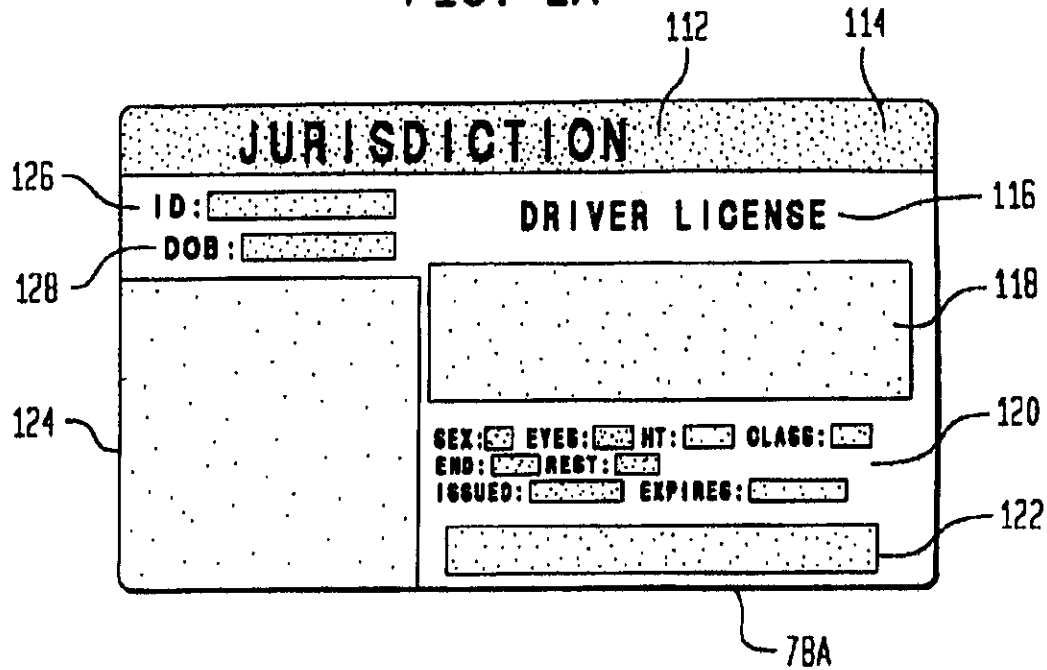 112
114
JURISDICTION
126
ID:
DRIVER LICENSE
116
DOB:
128
118
124
120
SEX: EYES: HT: CLASS:
END: REST:
ISSUED: EXPIRES:
122
78A